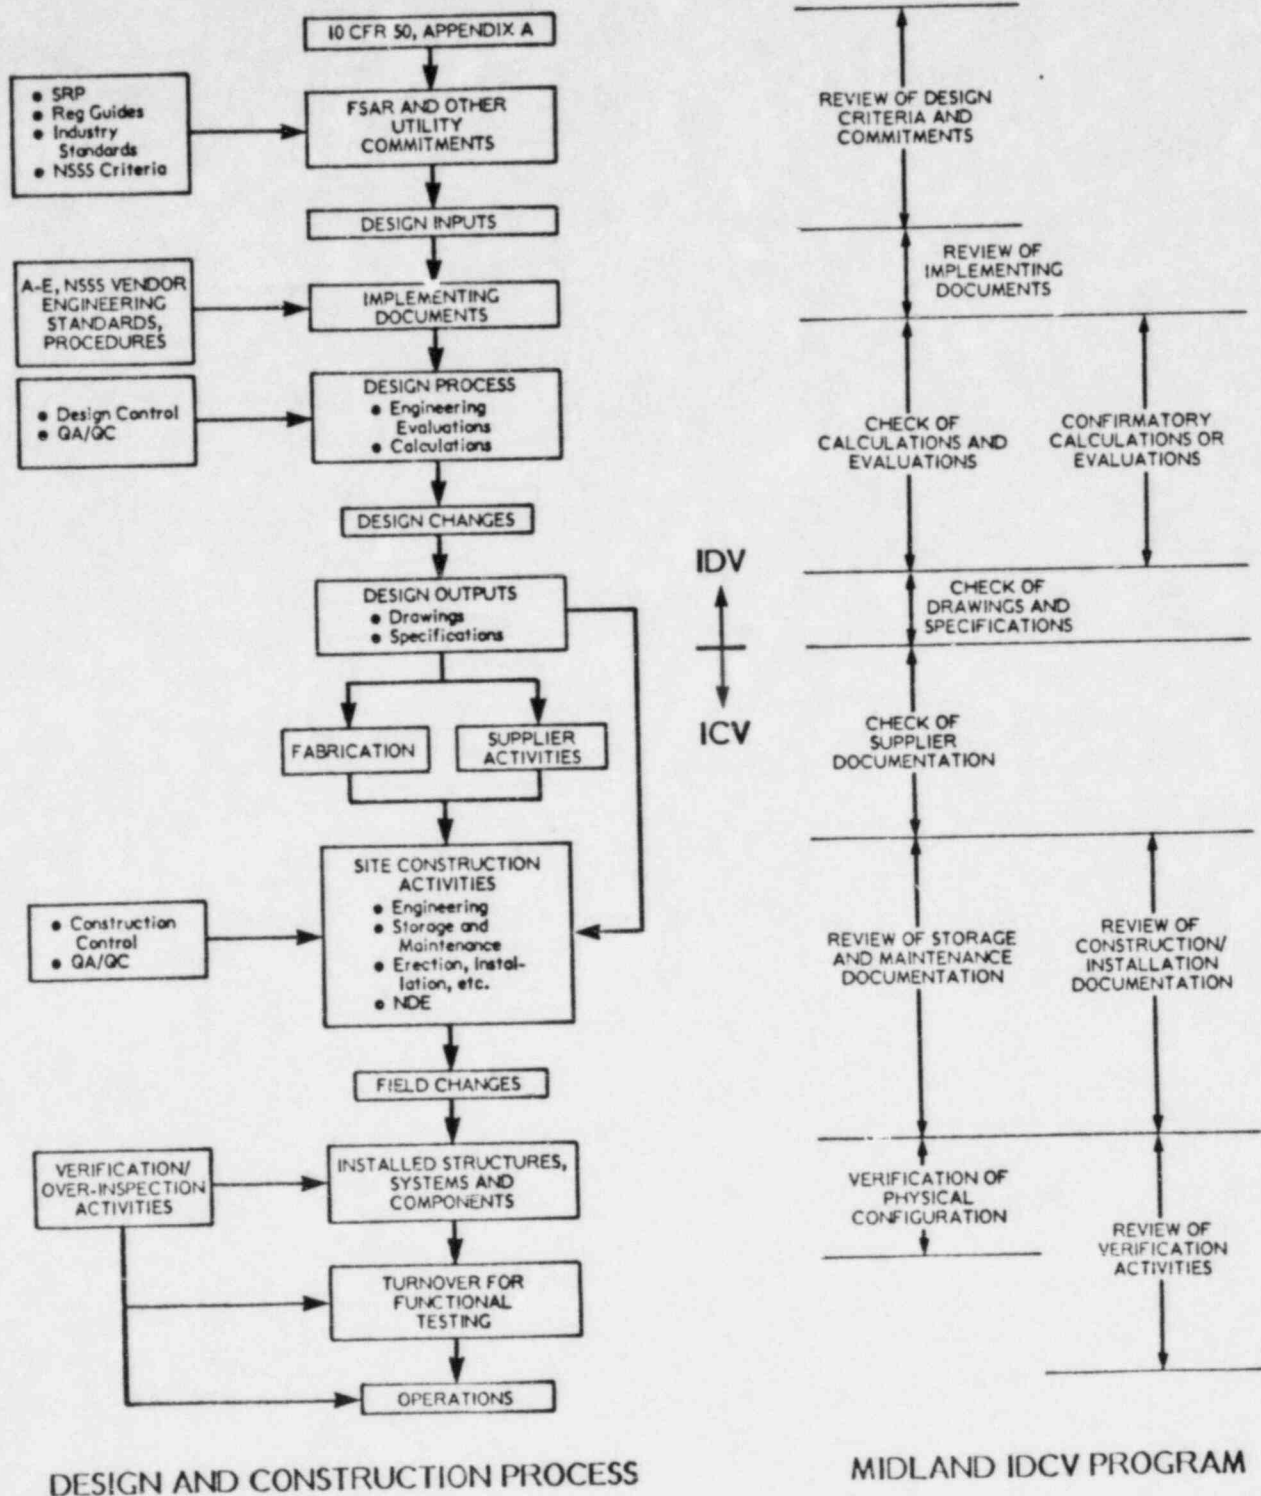 10 CFR 50, APPENDIX A
• SRP
• Reg Guides
• Industry
Standards
• NSSS Criteria
FSAR AND OTHER
UTILITY
COMMITMENTS
DESIGN INPUTS
A-E, NSSS VENDOR
ENGINEERING
STANDARDS,
PROCEDURES
IMPLEMENTING
DOCUMENTS
• Design Control
• QA/QC
DESIGN PROCESS
• Engineering
Evaluations
• Calculations
DESIGN CHANGES
DESIGN OUTPUTS
• Drawings
• Specifications
FABRICATION
SUPPLIER
ACTIVITIES
• Construction
Control
• QA/QC
SITE CONSTRUCTION
ACTIVITIES
• Engineering
• Storage and
Maintenance
• Erection, Instal-
lation, etc.
• NDE
FIELD CHANGES
VERIFICATION/
OVER-INSPECTION
ACTIVITIES
INSTALLED STRUCTURES,
SYSTEMS AND
COMPONENTS
TURNOVER FOR
FUNCTIONAL
TESTING
OPERATIONS
DESIGN AND CONSTRUCTION PROCESS
IDV
ICV
REVIEW OF DESIGN
CRITERIA AND
COMMITMENTS
REVIEW OF
IMPLEMENTING
DOCUMENTS
CHECK OF
CALCULATIONS AND
EVALUATIONS
CONFIRMATORY
CALCULATIONS OR
EVALUATIONS
CHECK OF
DRAWINGS AND
SPECIFICATIONS
CHECK OF
SUPPLIER
DOCUMENTATION
REVIEW OF STORAGE
AND MAINTENANCE
DOCUMENTATION
REVIEW OF
CONSTRUCTION/
INSTALLATION
DOCUMENTATION
VERIFICATION OF
PHYSICAL
CONFIGURATION
REVIEW OF
VERIFICATION
ACTIVITIES
MIDLAND IDCV PROGRAM